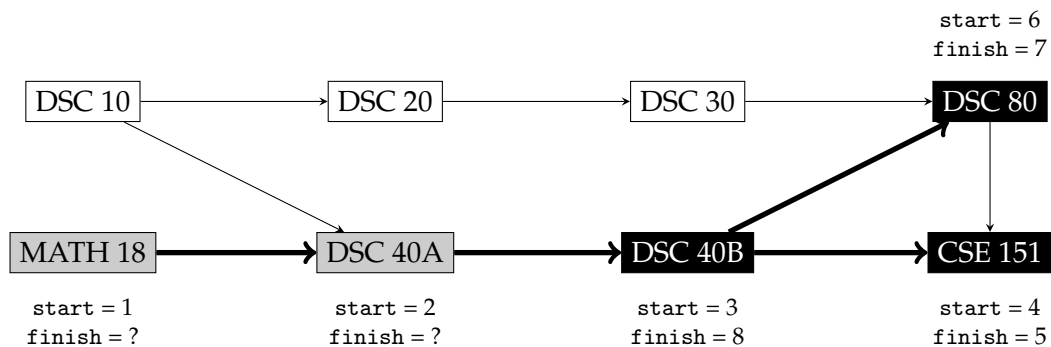 start = 6
finish = 7
DSC 10
DSC 20
DSC 30
DSC 80
MATH 18
DSC 40A
DSC 40B
CSE 151
start = 1
finish = ?
start = 2
finish = ?
start = 3
finish = 8
start = 4
finish = 5